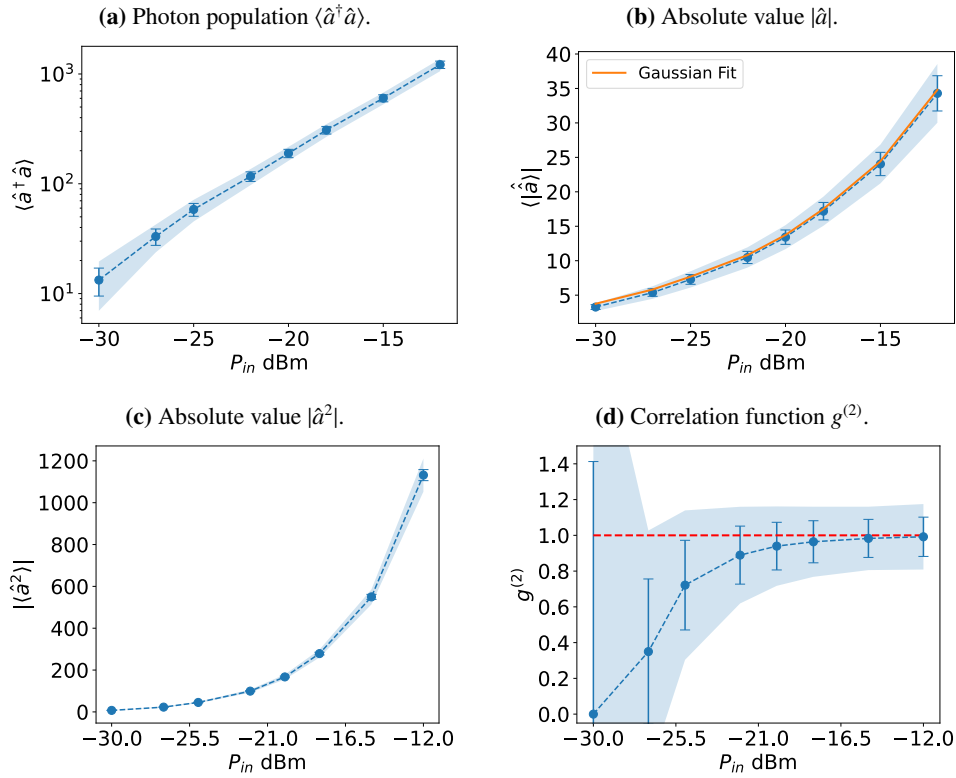 (a) Photon population ⟨â†â⟩.
10³
10²
10¹
⟨â†â⟩
−30 −25 −20 −15
P_in dBm
(b) Absolute value |â|.
40
35
30
25
20
15
10
5
⟨|â⟩|
Gaussian Fit
−30 −25 −20 −15
P_in dBm
(c) Absolute value |â²|.
1200
1000
800
600
400
200
0
|⟨â²⟩|
−30.0 −25.5 −21.0 −16.5 −12.0
P_in dBm
(d) Correlation function g⁽²⁾.
1.4
1.2
1.0
0.8
0.6
0.4
0.2
0.0
g⁽²⁾
−30.0 −25.5 −21.0 −16.5 −12.0
P_in dBm